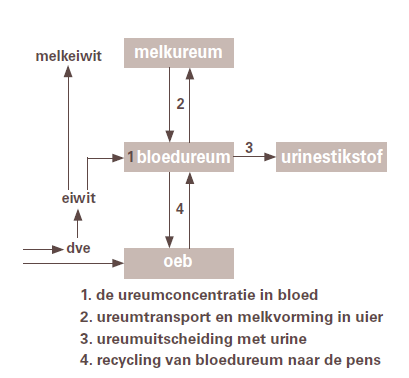 melkureum
melkeiwit
2
1 bloedureum
3
urinestikstof
eiwit
4
dve
oeb
1. de ureumconcentratie in bloed
2. ureumtransport en melkvorming in uier
3. ureumuitscheiding met urine
4. recycling van bloedureum naar de pens